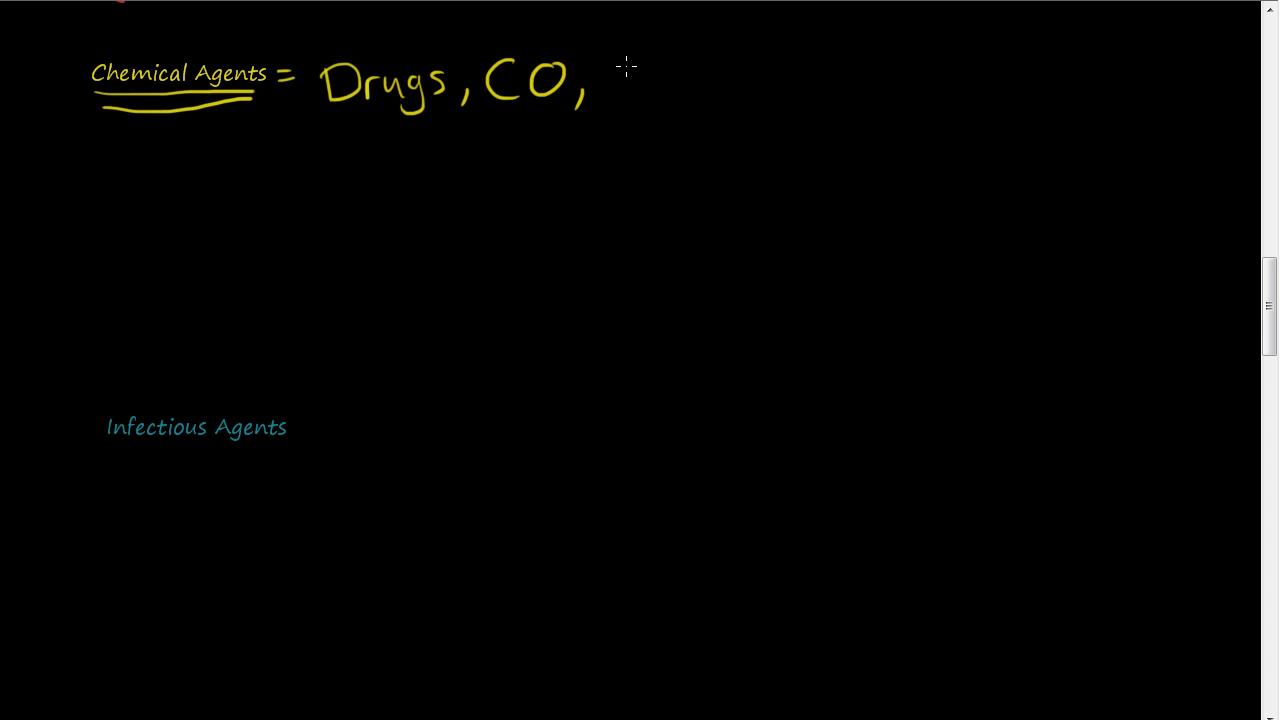 Chemical Agents = Drugs, CO,
Infectious Agents